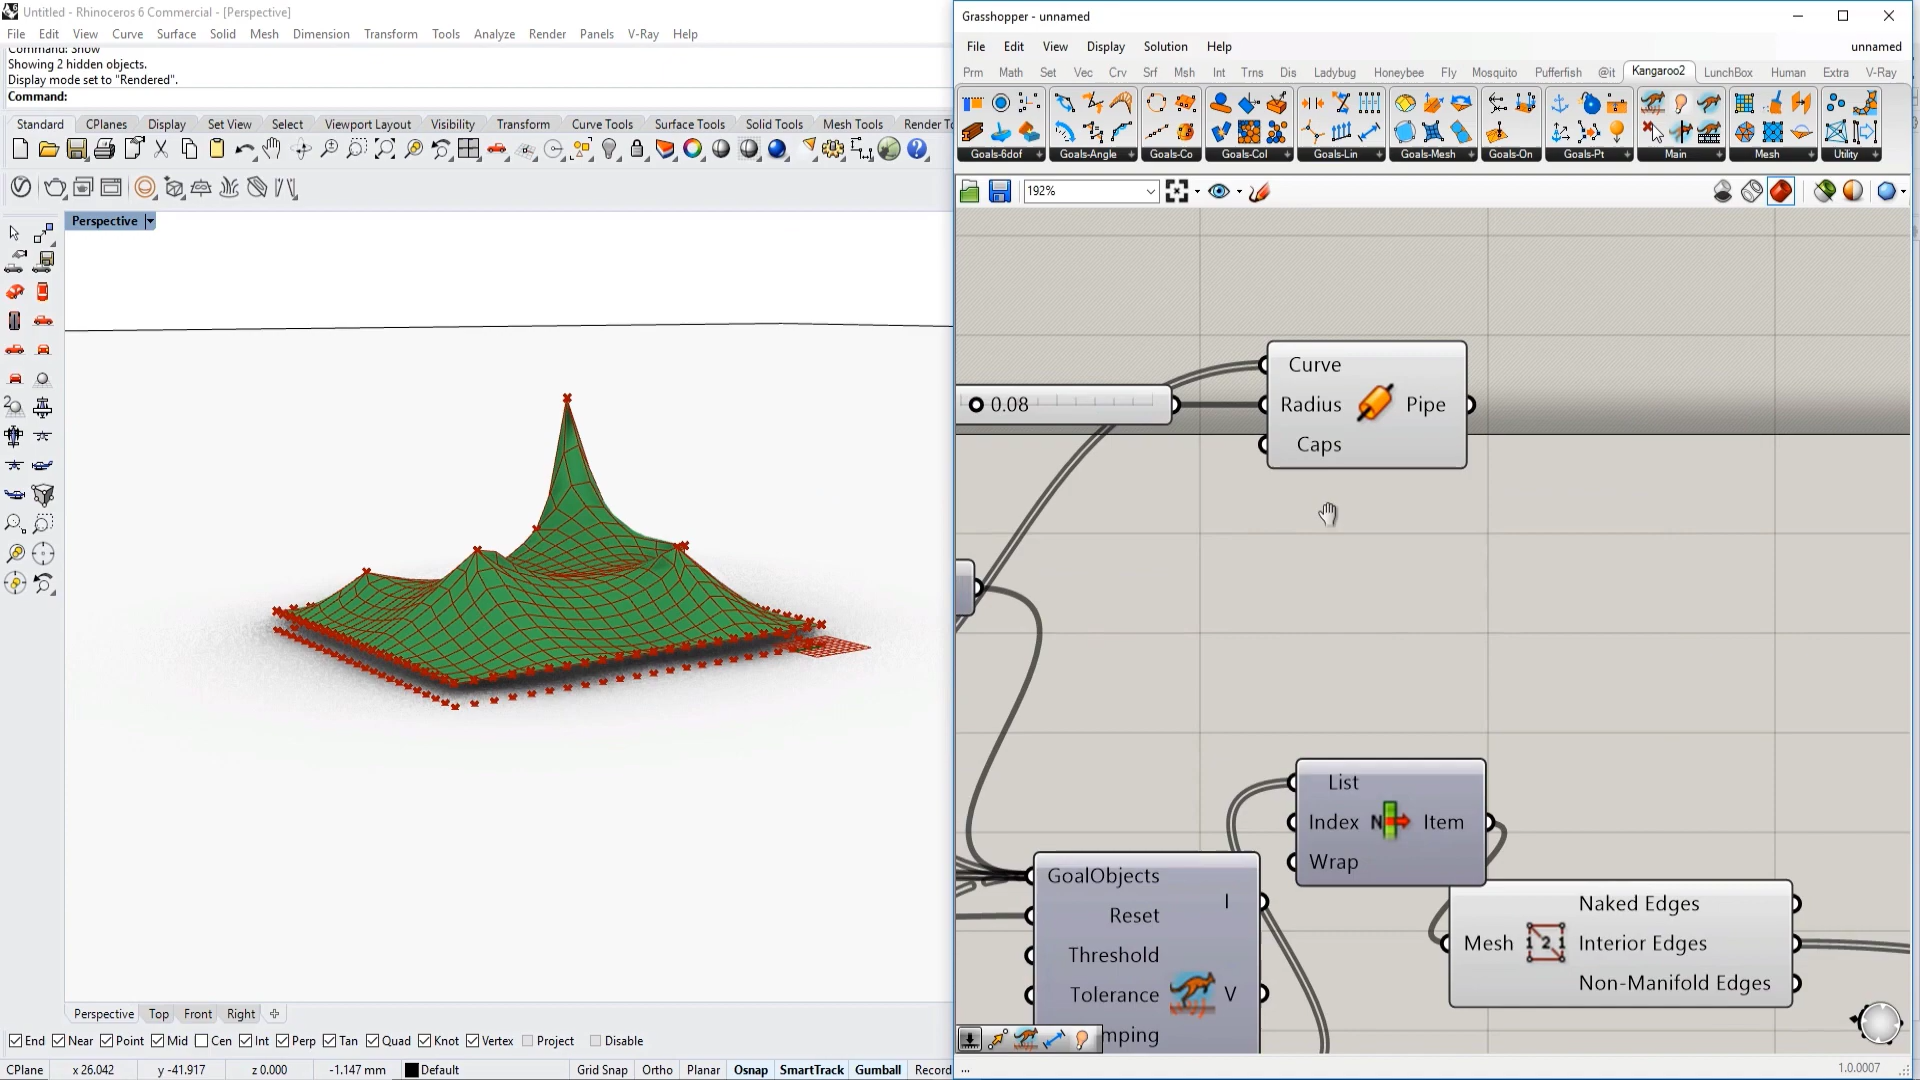 Untitled - Rhinoceros 6 Commercial - [Perspective]
File Edit View Curve Surface Solid Mesh Dimension Transform Tools Analyze Render Panels V-Ray Help
Command: Show
Showing 2 hidden objects.
Display mode set to "Rendered".
Command:
Standard CPlanes Display Set View Select Viewport Layout Visibility Transform Curve Tools Surface Tools Solid Tools Mesh Tools Render To
Perspective
Perspective Top Front Right
End Near Point Mid Cen Int Perp Tan Quad Knot Vertex Project Disable
CPlane x 26.042 y -41.917 z 0.000 -1.147 mm Default Grid Snap Ortho Planar Osnap SmartTrack Gumball Record
Grasshopper - unnamed
File Edit View Display Solution Help unnamed
Prm Math Set Vec Crv Srf Msh Int Trns Dis Ladybug Honeybee Fly Mosquito Pufferfish @it Kangaroo2 LunchBox Human Extra V-Ray
Goals-6dof Goals-Angle Goals-Co Goals-Col Goals-Lin Goals-Mesh Goals-On Goals-Pt Main Mesh Utility
192%
Curve
0.08
Radius Pipe
Caps
List
Index N Item
Wrap
GoalObjects
Reset
I
Threshold
Tolerance
V
mping
Naked Edges
Mesh 1 2 1 Interior Edges
Non-Manifold Edges
... 1.0.0007